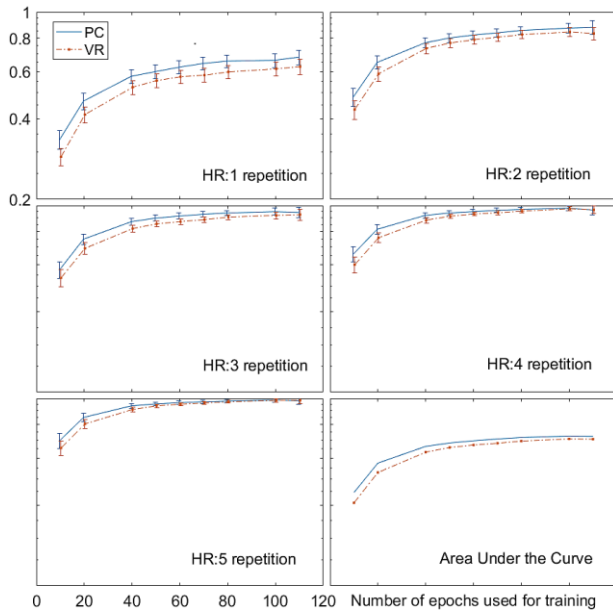 1
0.8
0.6
0.4
0.2
PC
VR
HR:1 repetition
HR:2 repetition
HR:3 repetition
HR:4 repetition
HR:5 repetition
Area Under the Curve
0 20 40 60 80 100 120 Number of epochs used for training